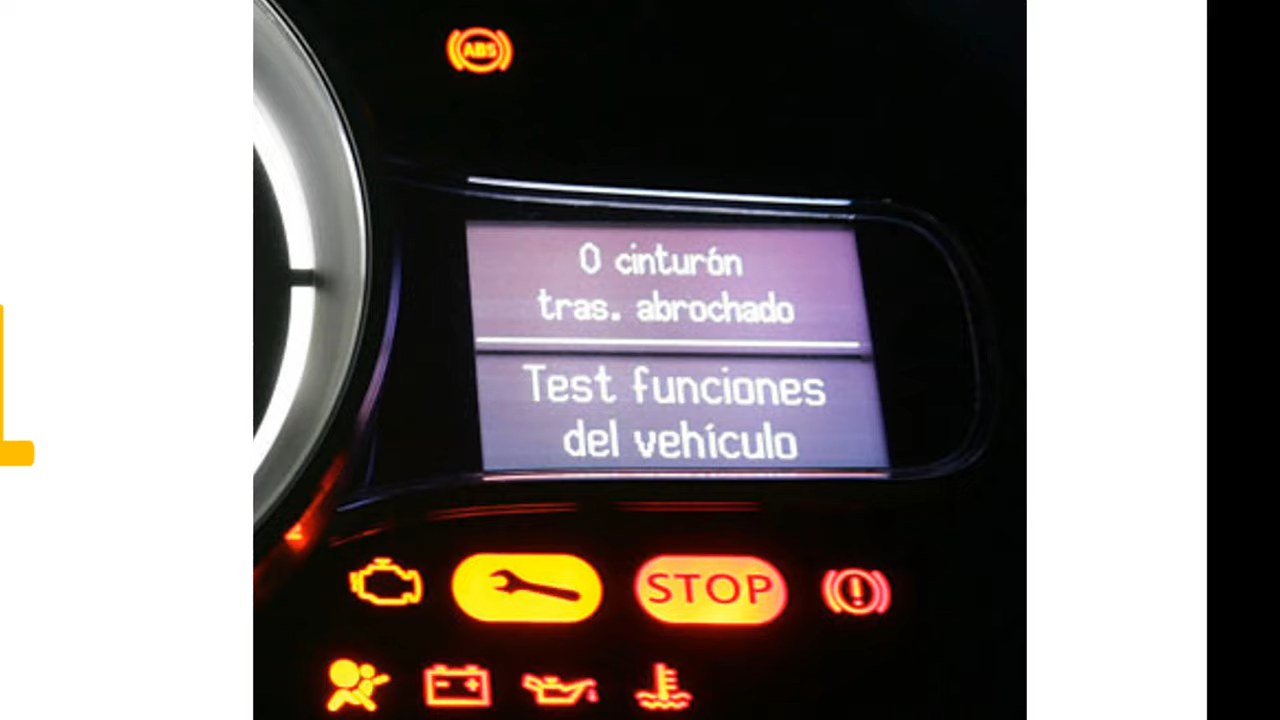 ABS
0 cinturón
tras. abrochado
Test funciones
del vehículo
STOP